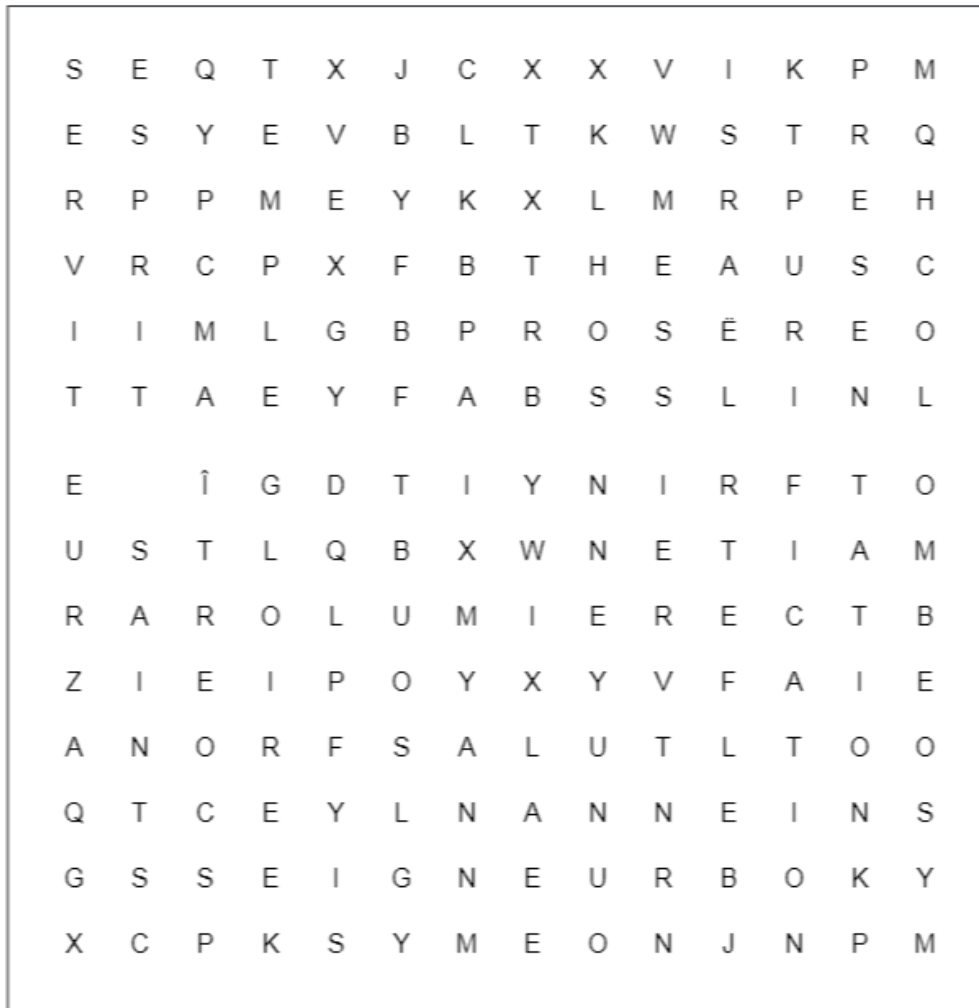 S E Q T X J C X X V I K P M
E S Y E V B L T K W S T R Q
R P P M E Y K X L M R P E H
V R C P X F B T H E A U S C
I I M L G B P R O S Ë R E O
T T A E Y F A B S S L I N L
E Î G D T I Y N I R F T O
U S T L Q B X W N E T I A M
R A R O L U M I E R E C T B
Z I E I P O Y X Y V F A I E
A N O R F S A L U T L T O O
Q T C E Y L N A N N E I N S
G S S E I G N E U R B O K Y
X C P K S Y M E O N J N P M